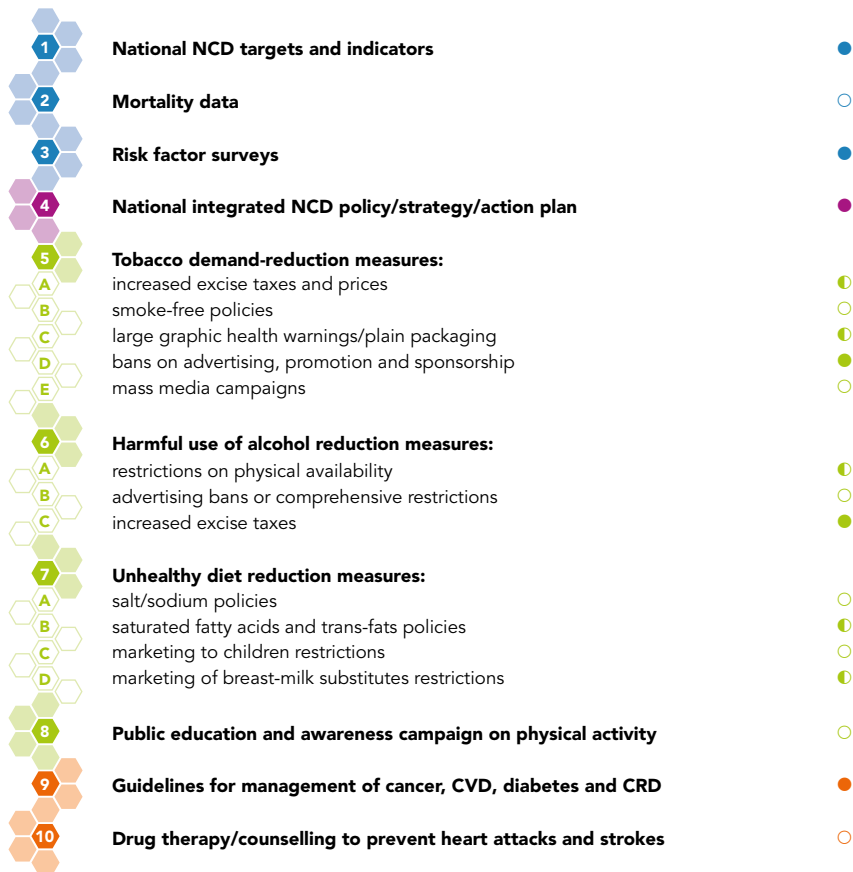 1 National NCD targets and indicators
2 Mortality data
3 Risk factor surveys
4 National integrated NCD policy/strategy/action plan
5 Tobacco demand-reduction measures:
A increased excise taxes and prices
B smoke-free policies
C large graphic health warnings/plain packaging
D bans on advertising, promotion and sponsorship
E mass media campaigns
6 Harmful use of alcohol reduction measures:
A restrictions on physical availability
B advertising bans or comprehensive restrictions
C increased excise taxes
7 Unhealthy diet reduction measures:
A salt/sodium policies
B saturated fatty acids and trans-fats policies
C marketing to children restrictions
D marketing of breast-milk substitutes restrictions
8 Public education and awareness campaign on physical activity
9 Guidelines for management of cancer, CVD, diabetes and CRD
10 Drug therapy/counselling to prevent heart attacks and strokes